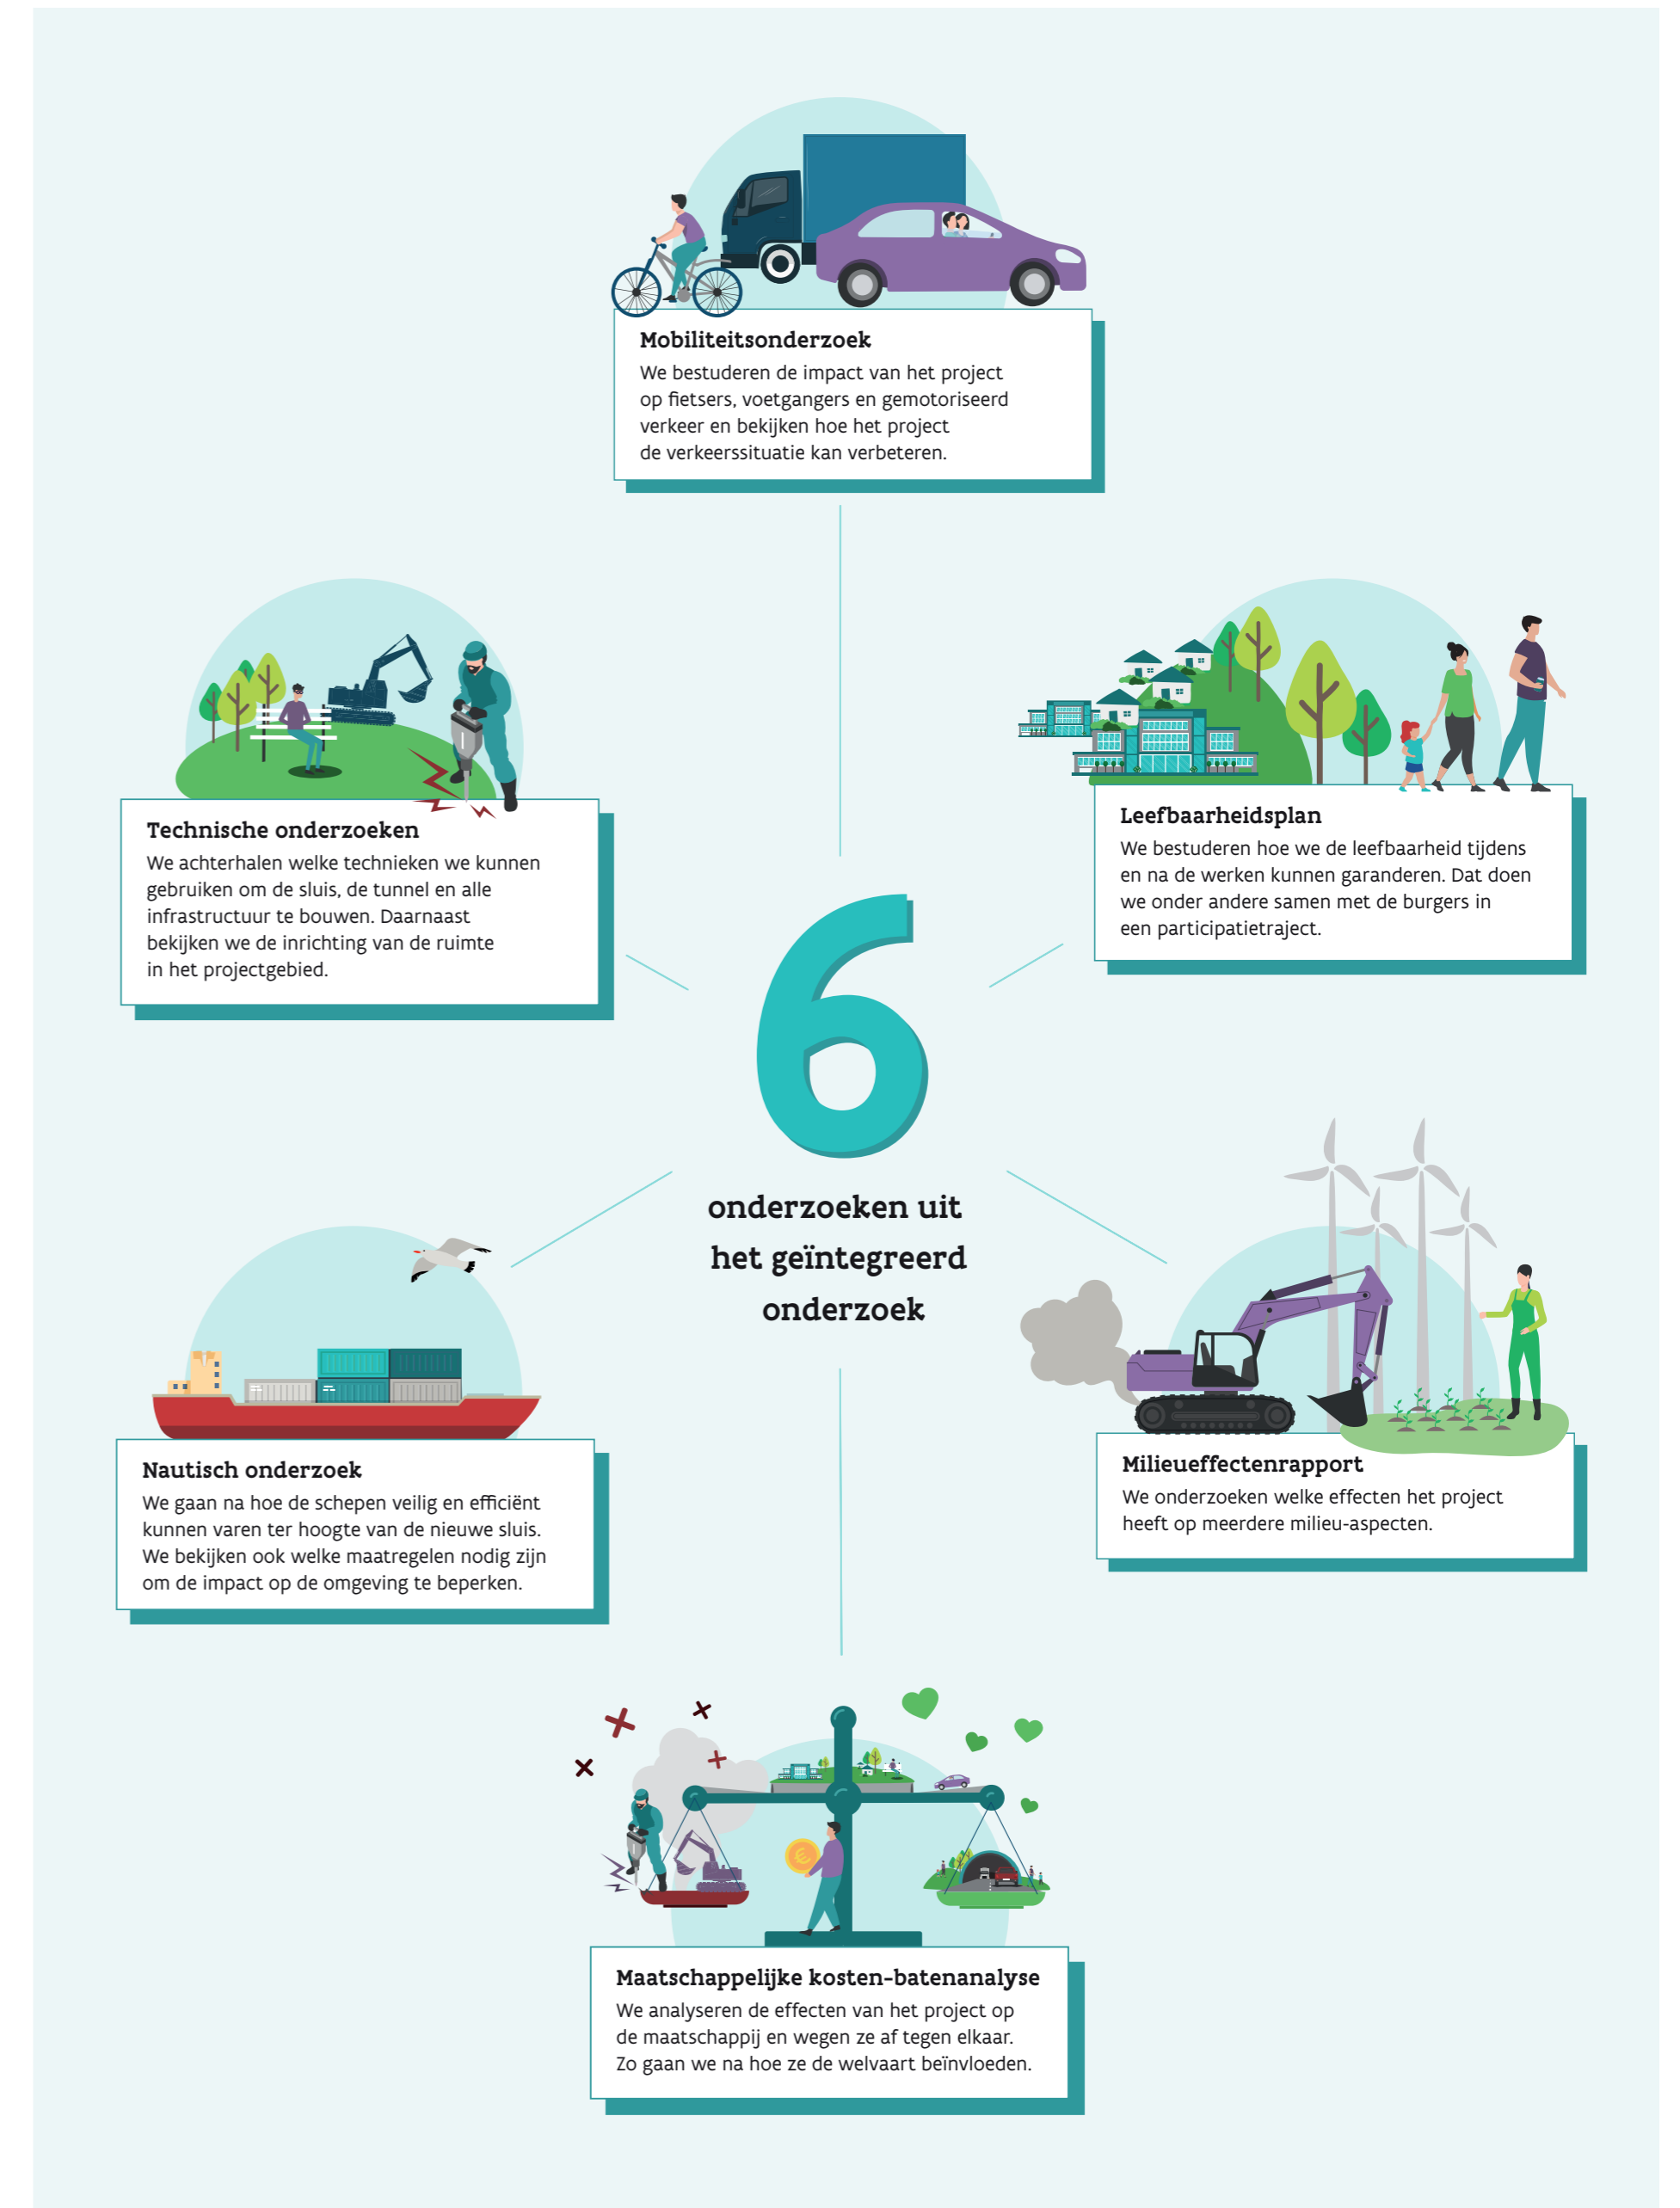 Mobiliteitsonderzoek
We bestuderen de impact van het project
op fietsers, voetgangers en gemotoriseerd
verkeer en bekijken hoe het project
de verkeerssituatie kan verbeteren.
Technische onderzoeken
We achterhalen welke technieken we kunnen
gebruiken om de sluis, de tunnel en alle
infrastructuur te bouwen. Daarnaast
bekijken we de inrichting van de ruimte
in het projectgebied.
Leefbaarheidsplan
We bestuderen hoe we de leefbaarheid tijdens
en na de werken kunnen garanderen. Dat doen
we onder andere samen met de burgers in
een participatietraject.
6
onderzoeken uit
het geïntegreerd
onderzoek
Nautisch onderzoek
We gaan na hoe de schepen veilig en efficiënt
kunnen varen ter hoogte van de nieuwe sluis.
We bekijken ook welke maatregelen nodig zijn
om de impact op de omgeving te beperken.
Milieueffectenrapport
We onderzoeken welke effecten het project
heeft op meerdere milieu-aspecten.
€
Maatschappelijke kosten-batenanalyse
We analyseren de effecten van het project op
de maatschappij en wegen ze af tegen elkaar.
Zo gaan we na hoe ze de welvaart beïnvloeden.